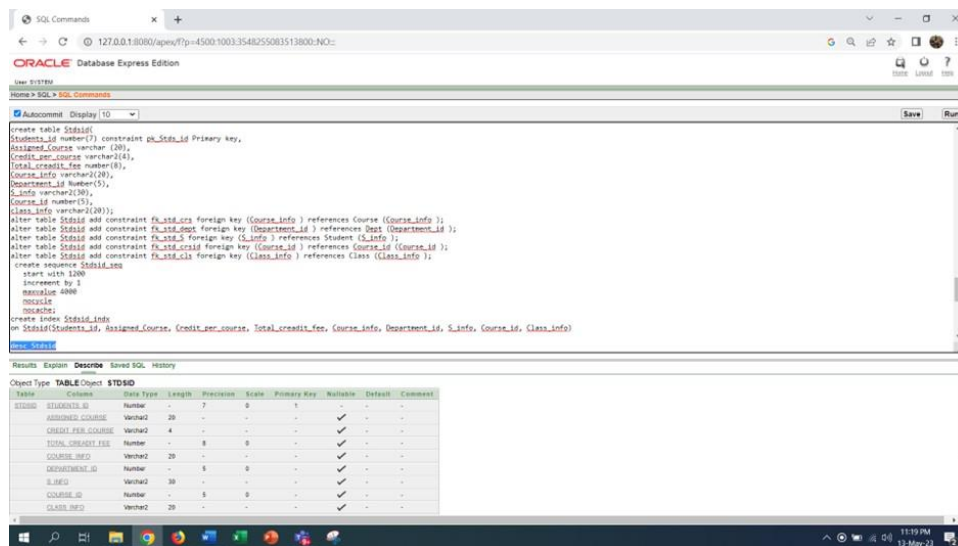 SQL Commands
127.0.0.1:8080/apex/f?p=4500:1003:3548255083513800::NO:::
ORACLE Database Express Edition
Home Logout Help
User: SYSTEM
Home > SQL > SQL Commands
Autocommit Display 10
Save Run
create table Stdsid(
Students_id number(7) constraint pk_Stds_id Primary key,
Assigned_Course varchar (20),
Credit_per_course varchar2(4),
Total_creadit_fee number(8),
Course_info varchar2(20),
Department_id Number(5),
S_info varchar2(30),
Course_id number(5),
class_info varchar2(20));
alter table Stdsid add constraint fk_std_crs foreign key (Course_info ) references Course (Course_info );
alter table Stdsid add constraint fk_std_dept foreign key (Department_id ) references Dept (Department_id );
alter table Stdsid add constraint fk_std_S foreign key (S_info ) references Student (S_info );
alter table Stdsid add constraint fk_std_crsid foreign key (Course_id ) references Course_id (Course_id );
alter table Stdsid add constraint fk_std_cls foreign key (Class_info ) references Class (Class_info );
create sequence Stdsid_seq
start with 1200
increment by 1
maxvalue 4000
nocycle
nocache;
create index Stdsid_indx
on Stdsid(Students_id, Assigned_Course, Credit_per_course, Total_creadit_fee, Course_info, Department_id, S_info, Course_id, Class_info)
desc Stdsid
Results Explain Describe Saved SQL History
Object Type TABLE Object STDSID
Table Column Data Type Length Precision Scale Primary Key Nullable Default Comment
STDSID STUDENTS_ID Number - 7 0 1 - - -
ASSIGNED_COURSE Varchar2 20 - - - - -
CREDIT_PER_COURSE Varchar2 4 - - - - -
TOTAL_CREADIT_FEE Number - 8 0 - - -
COURSE_INFO Varchar2 20 - - - - -
DEPARTMENT_ID Number - 5 0 - - -
S_INFO Varchar2 30 - - - - -
COURSE_ID Number - 5 0 - - -
CLASS_INFO Varchar2 20 - - - - -
11:19 PM
13-May-23